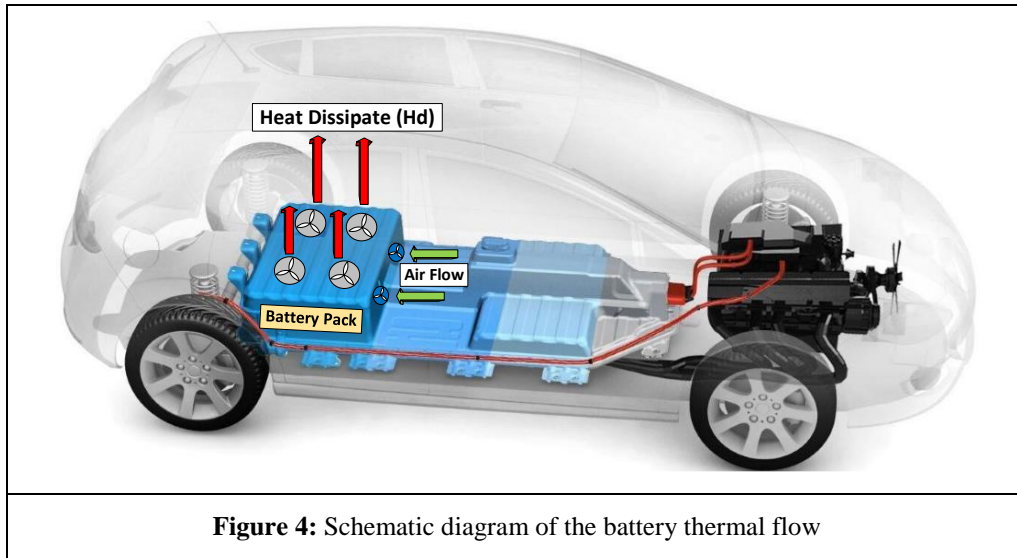 Heat Dissipate (Hd)
Air Flow
Battery Pack
Figure 4: Schematic diagram of the battery thermal flow